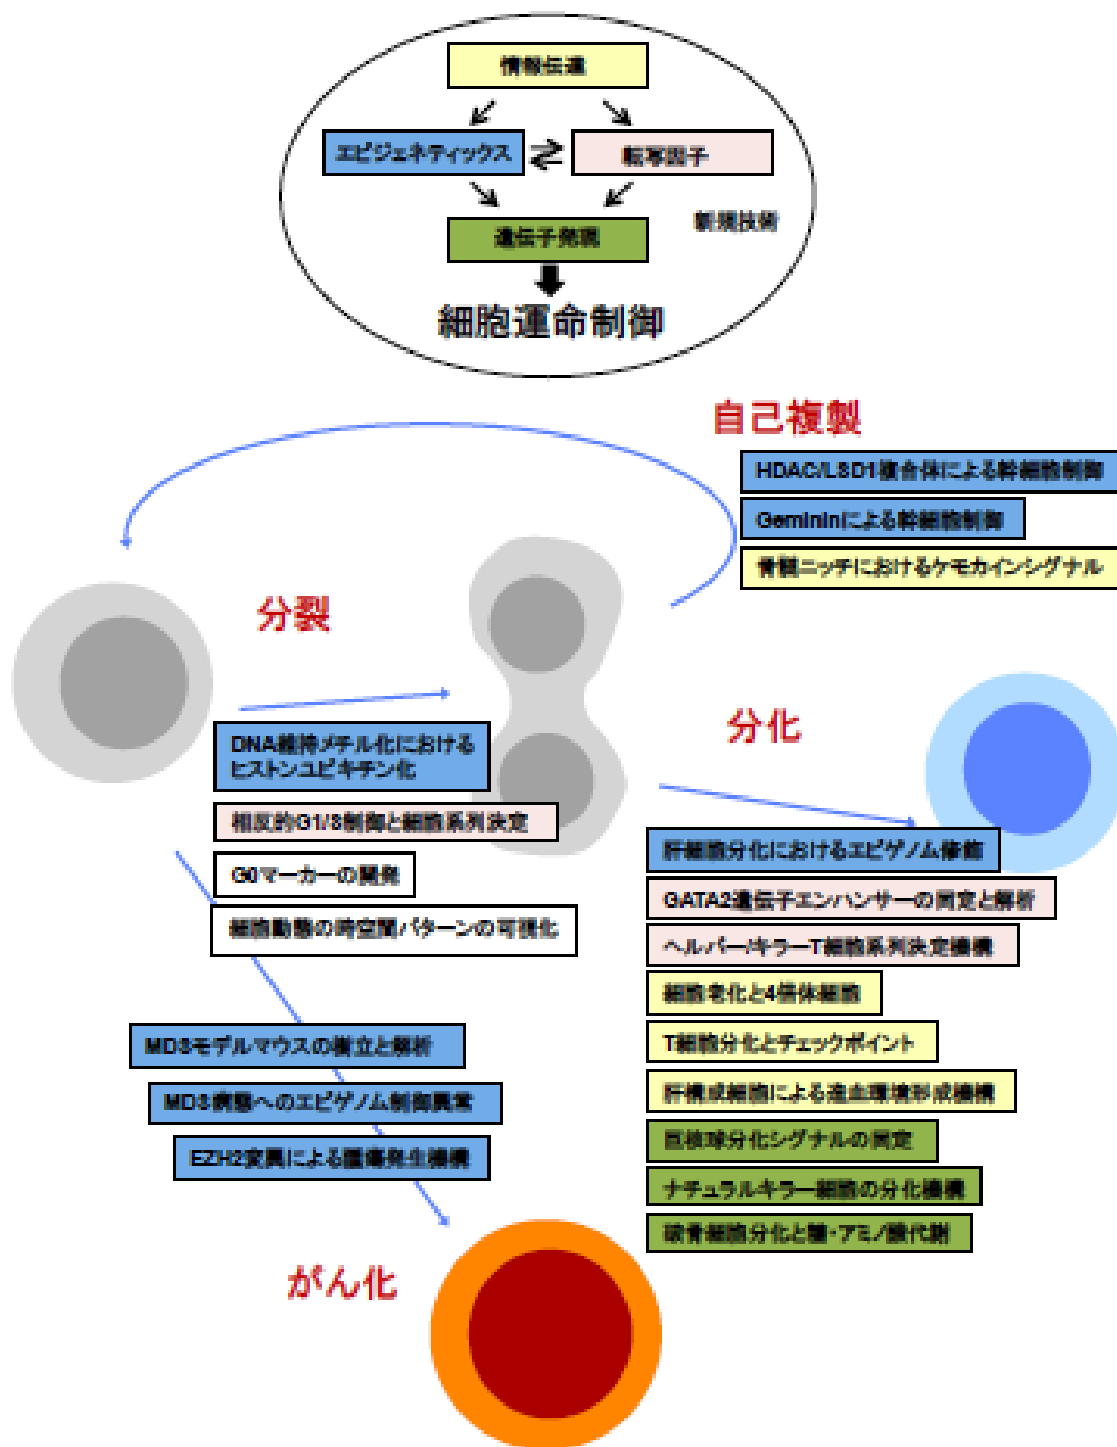 情報伝達
エピジェネティックス
転写因子
新規技術
遺伝子発現
細胞運命制御
自己複製
HDAC/LSD1複合体による幹細胞制御
Gemininによる幹細胞制御
骨髄ニッチにおけるケモカインシグナル
分裂
分化
DNA維持メチル化における
ヒストンユビキチン化
相反的G1/S制御と細胞系列決定
G0マーカーの開発
細胞動態の時空間パターンの可視化
肝細胞分化におけるエピゲノム修飾
GATA2遺伝子エンハンサーの同定と解析
ヘルパー/キラーT細胞系列決定機構
細胞老化と4倍体細胞
T細胞分化とチェックポイント
肝構成細胞による造血環境形成機構
巨核球分化シグナルの同定
ナチュラルキラー細胞の分化機構
破骨細胞分化と糖・アミノ酸代謝
MDSモデルマウスの樹立と解析
MDS病態へのエピゲノム制御異常
EZH2変異による腫瘍発生機構
がん化